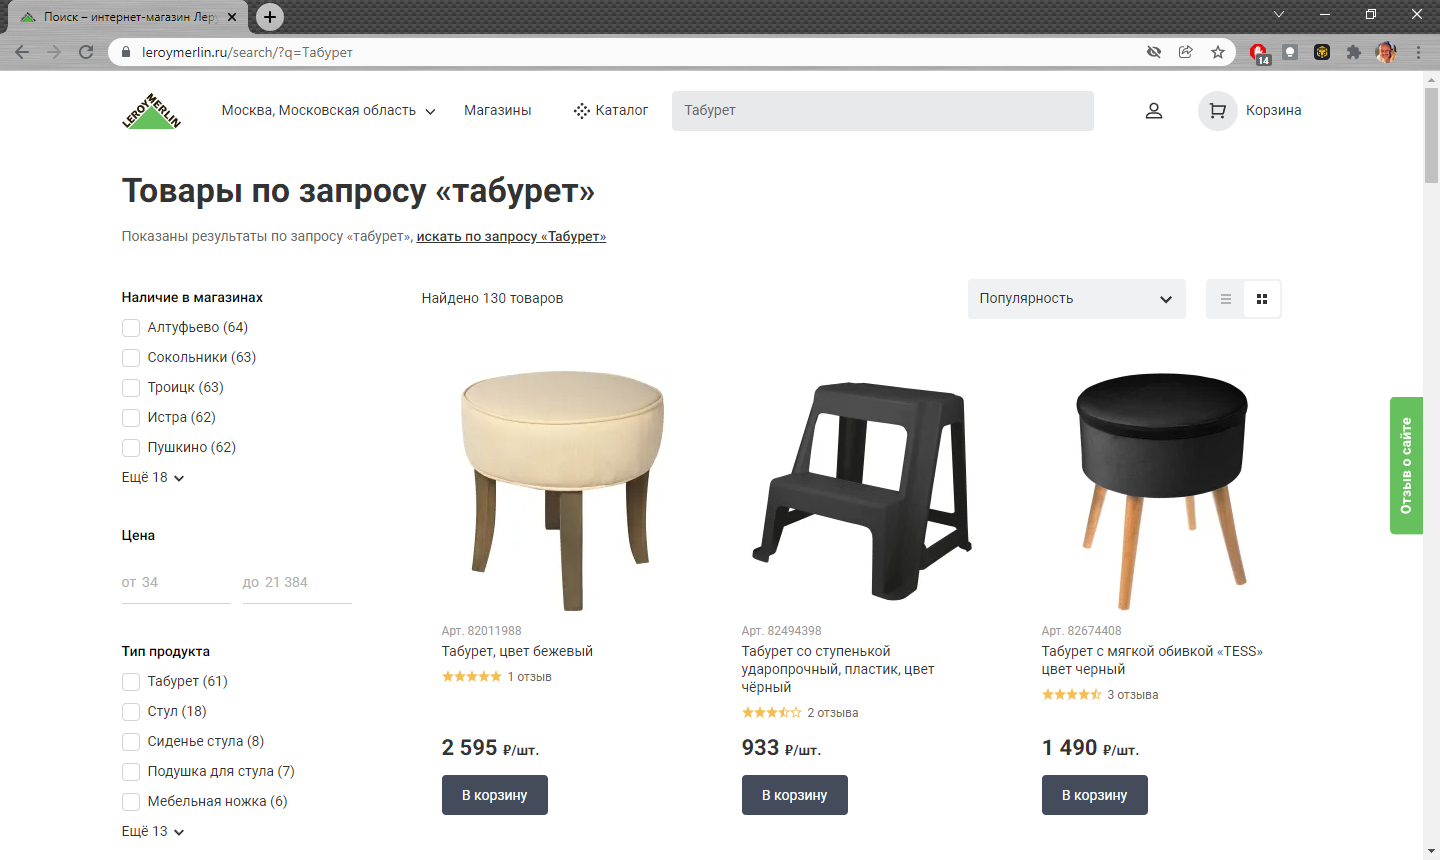 Поиск – интернет-магазин Лер
leroymerlin.ru/search/?q=Табурет
14
LEROY MERLIN
Москва, Московская область
Магазины
Каталог
Табурет
Корзина
Товары по запросу «табурет»
Показаны результаты по запросу «табурет», искать по запросу «Табурет»
Наличие в магазинах
Алтуфьево (64)
Сокольники (63)
Троицк (63)
Истра (62)
Пушкино (62)
Ещё 18
Цена
от 34
до 21 384
Тип продукта
Табурет (61)
Стул (18)
Сиденье стула (8)
Подушка для стула (7)
Мебельная ножка (6)
Ещё 13
Найдено 130 товаров
Популярность
Арт. 82011988
Табурет, цвет бежевый
1 отзыв
2 595 ₽/шт.
В корзину
Арт. 82494398
Табурет со ступенькой
ударопрочный, пластик, цвет
чёрный
2 отзыва
933 ₽/шт.
В корзину
Арт. 82674408
Табурет с мягкой обивкой «TESS»
цвет черный
3 отзыва
1 490 ₽/шт.
В корзину
Отзыв о сайте